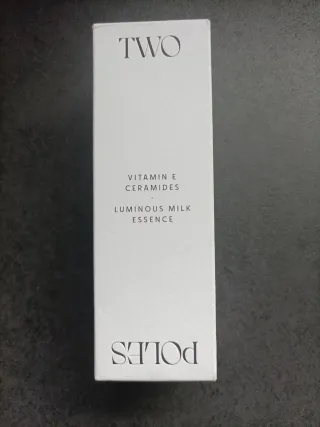 TWO
VITAMIN E
CERAMIDES
-
LUMINOUS MILK
ESSENCE
POLES